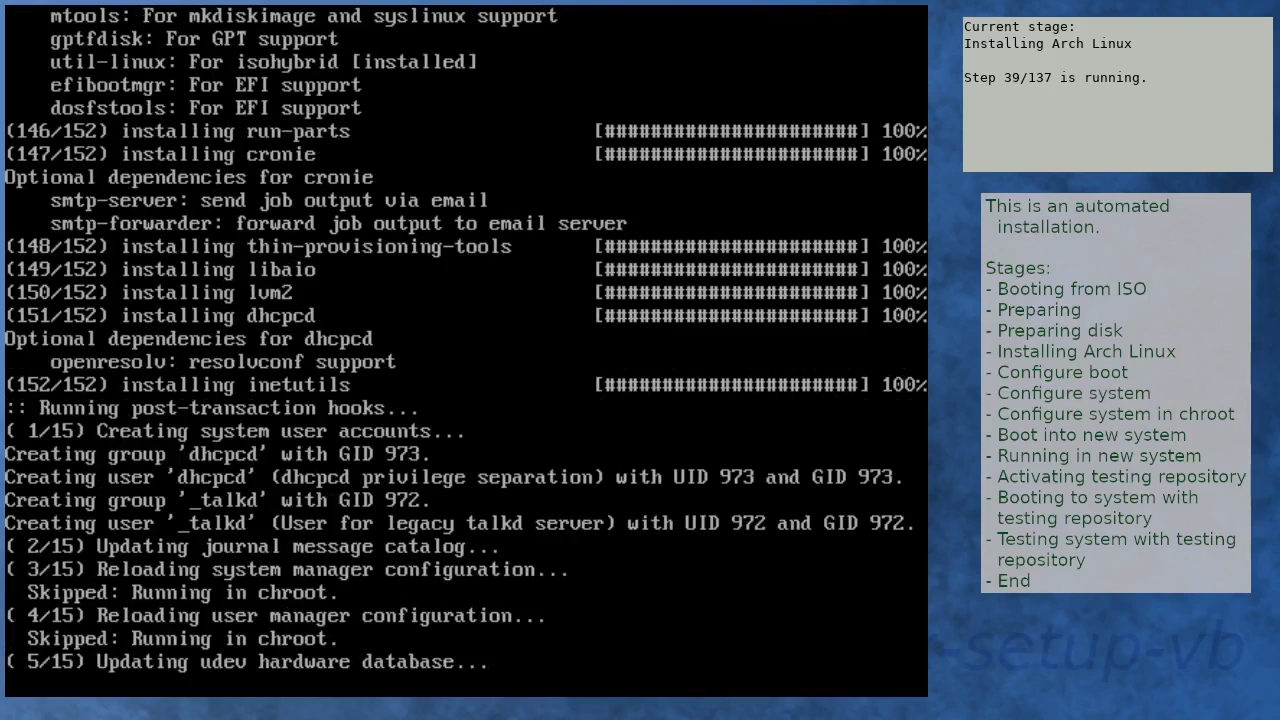 mtools: For mkdiskimage and syslinux support
gptfdisk: For GPT support
util-linux: For isohybrid [installed]
efibootmgr: For EFI support
dosfstools: For EFI support
(146/152) installing run-parts [######################] 100%
(147/152) installing cronie [######################] 100%
Optional dependencies for cronie
smtp-server: send job output via email
smtp-forwarder: forward job output to email server
(148/152) installing thin-provisioning-tools [######################] 100%
(149/152) installing libaio [######################] 100%
(150/152) installing lvm2 [######################] 100%
(151/152) installing dhcpcd [######################] 100%
Optional dependencies for dhcpcd
openresolv: resolvconf support
(152/152) installing inetutils [######################] 100%
:: Running post-transaction hooks...
( 1/15) Creating system user accounts...
Creating group 'dhcpcd' with GID 973.
Creating user 'dhcpcd' (dhcpcd privilege separation) with UID 973 and GID 973.
Creating group '_talkd' with GID 972.
Creating user '_talkd' (User for legacy talkd server) with UID 972 and GID 972.
( 2/15) Updating journal message catalog...
( 3/15) Reloading system manager configuration...
Skipped: Running in chroot.
( 4/15) Reloading user manager configuration...
Skipped: Running in chroot.
( 5/15) Updating udev hardware database...
Current stage:
Installing Arch Linux
Step 39/137 is running.
This is an automated
installation.
Stages:
- Booting from ISO
- Preparing
- Preparing disk
- Installing Arch Linux
- Configure boot
- Configure system
- Configure system in chroot
- Boot into new system
- Running in new system
- Activating testing repository
- Booting to system with
testing repository
- Testing system with testing
repository
- End
-setup-vb